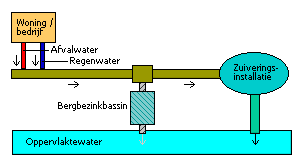 Woning /
bedrijf
Afvalwater
Regenwater
Zuiverings-
installatie
Bergbezinkbassin
Oppervlaktewater